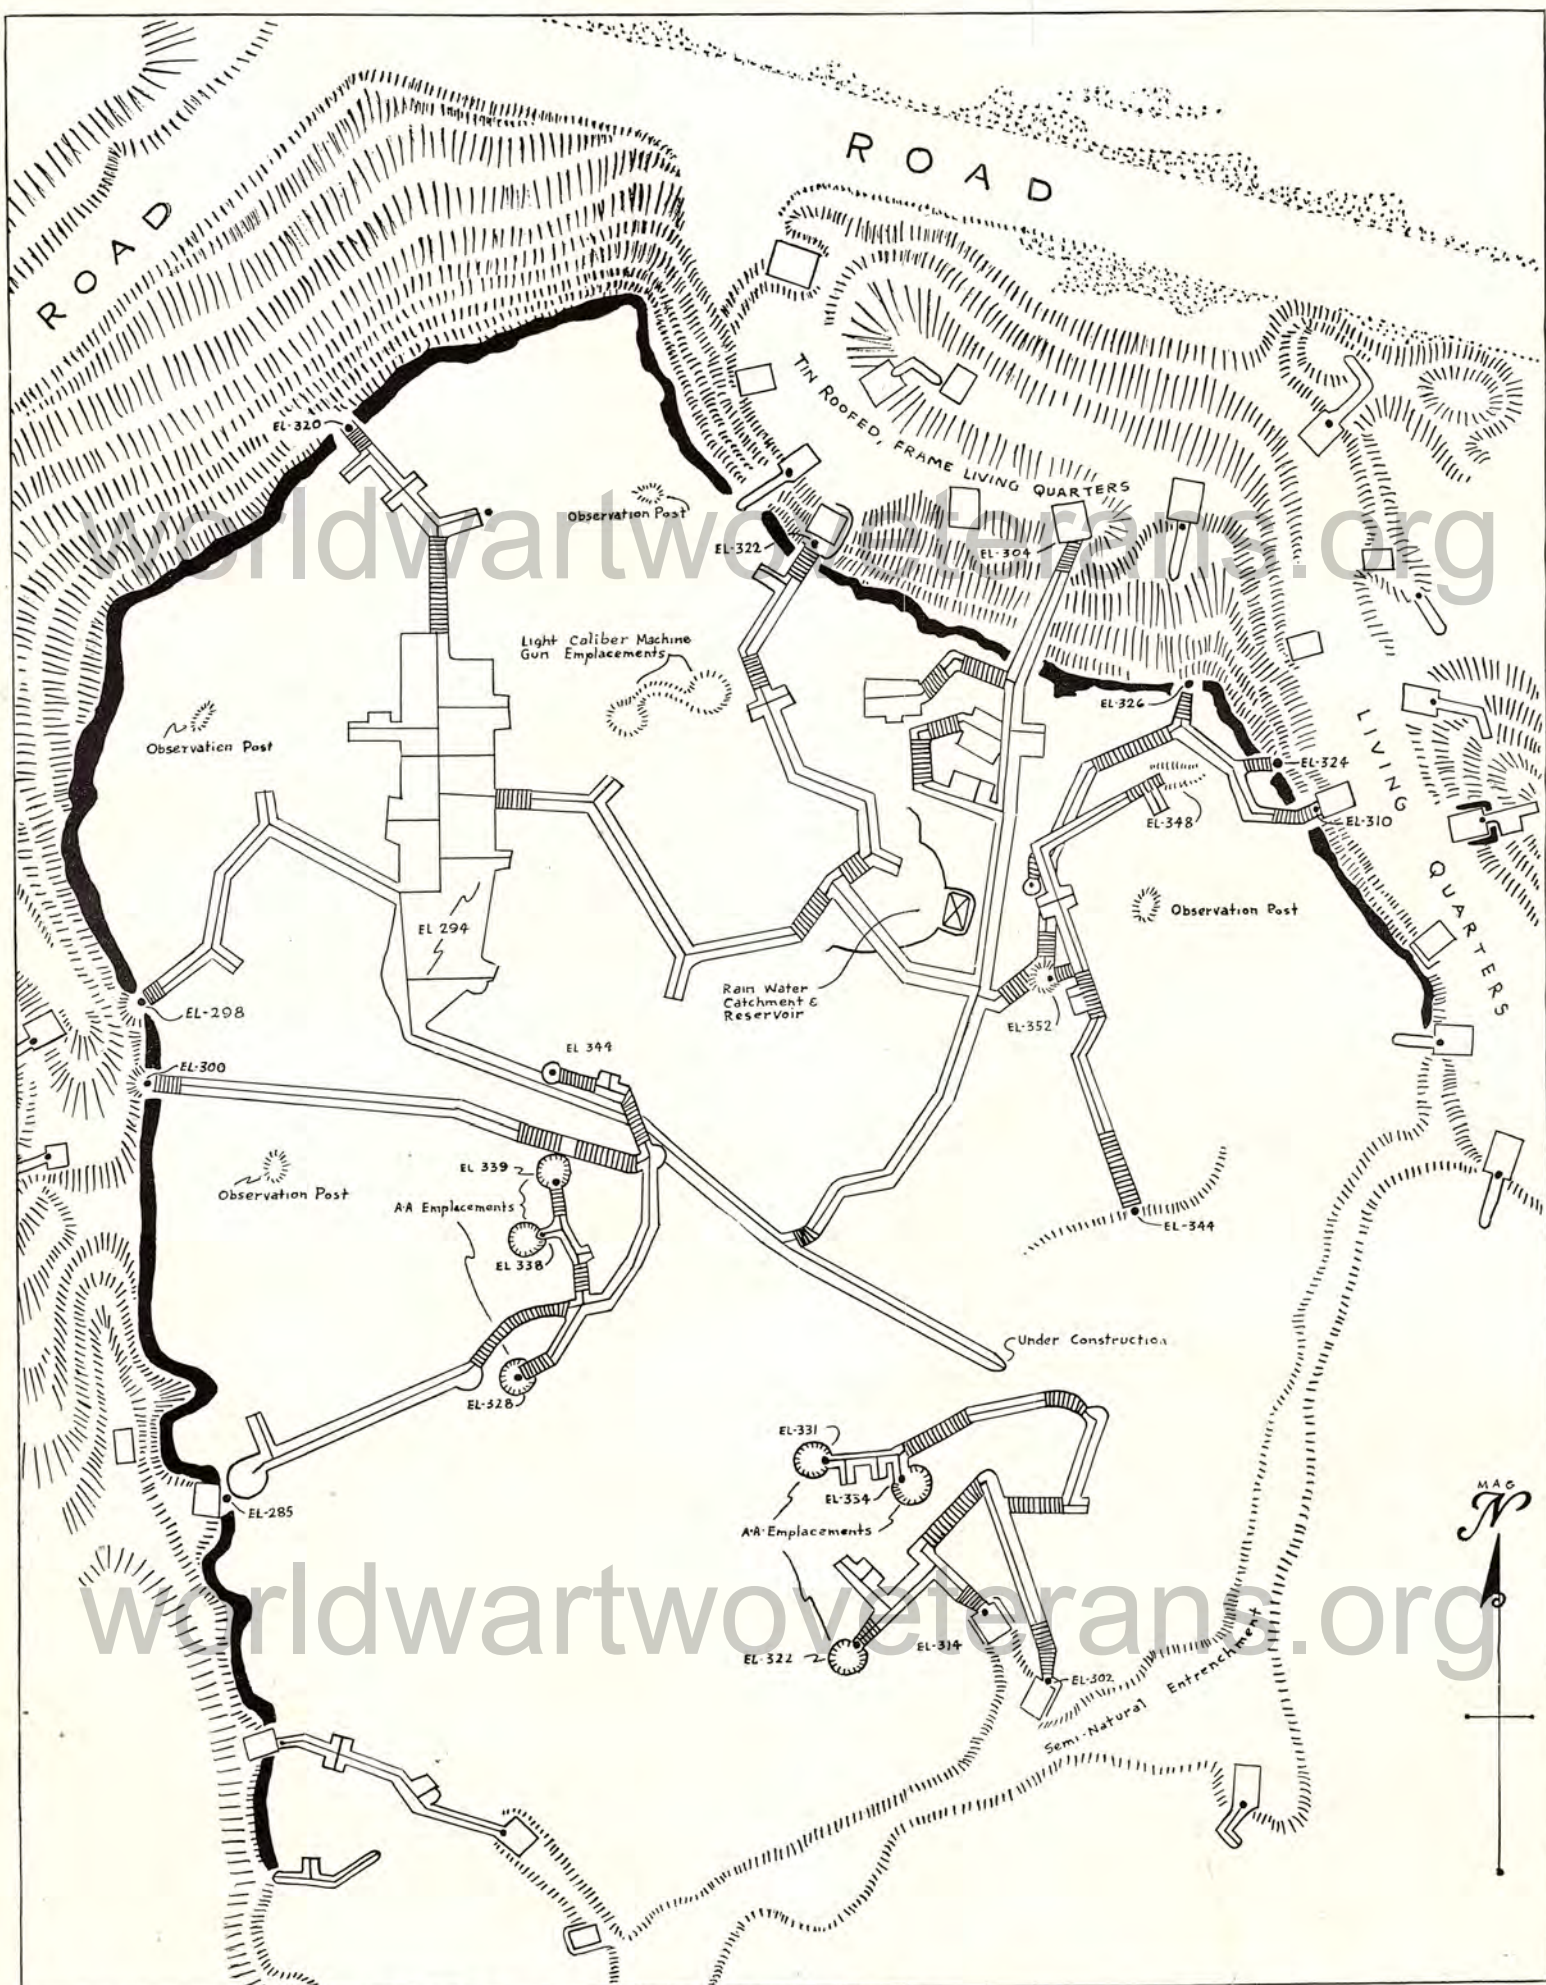 ROAD
ROAD
TIN ROOFED, FRAME LIVING QUARTERS
EL-320
Observation Post
worldwartwoveterans.org
EL-322
EL-304
Light Caliber Machine
Gun Emplacements
EL-326
Observation Post
LIVING QUARTERS
EL-324
EL-348
EL-310
Observation Post
EL 294
Rain Water
Catchment &
Reservoir
EL-298
EL-352
EL 344
EL-300
EL 339
Observation Post
A·A Emplacements
EL-344
EL 338
Under Construction
EL-328
EL-331
EL-334
EL-285
A·A· Emplacements
MAG
N
worldwartwoveterans.org
EL-322
EL-314
EL-302
Semi-Natural Entrenchment